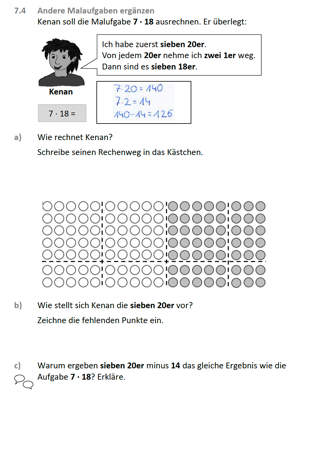 7.4 Andere Malaufgaben ergänzen
Kenan soll die Malufgabe 7 · 18 ausrechnen. Er überlegt:
Ich habe zuerst sieben 20er.
Von jedem 20er nehme ich zwei 1er weg.
Dann sind es sieben 18er.
Kenan
7 · 18 =
7·20=140
7·2=14
140-14=126
a) Wie rechnet Kenan?
Schreibe seinen Rechenweg in das Kästchen.
b) Wie stellt sich Kenan die sieben 20er vor?
Zeichne die fehlenden Punkte ein.
c) Warum ergeben sieben 20er minus 14 das gleiche Ergebnis wie die
Aufgabe 7 · 18? Erkläre.